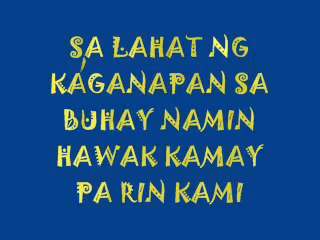 SA LAHAT NG
KAGANAPAN SA
BUHAY NAMIN
HAWAK KAMAY
PA RIN KAMI